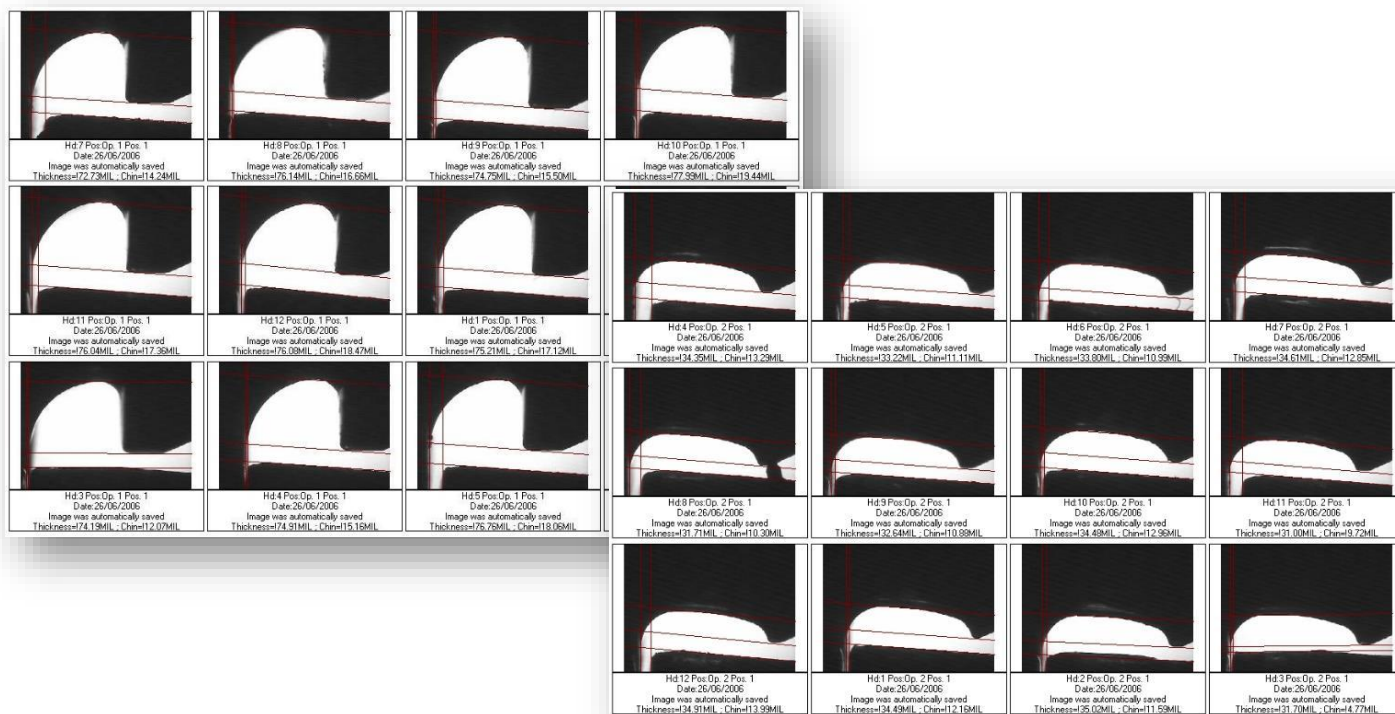 Hd:7 Pos:Op. 1 Pos. 1
Date:26/06/2006
Image was automatically saved
Thickness=!72.73MIL ; Chin=!14.24MIL
Hd:8 Pos:Op. 1 Pos. 1
Date:26/06/2006
Image was automatically saved
Thickness=!76.14MIL ; Chin=!16.66MIL
Hd:9 Pos:Op. 1 Pos. 1
Date:26/06/2006
Image was automatically saved
Thickness=!74.75MIL ; Chin=!15.50MIL
Hd:10 Pos:Op. 1 Pos. 1
Date:26/06/2006
Image was automatically saved
Thickness=!77.99MIL ; Chin=!19.44MIL
Hd:11 Pos:Op. 1 Pos. 1
Date:26/06/2006
Image was automatically saved
Thickness=!76.04MIL ; Chin=!17.36MIL
Hd:12 Pos:Op. 1 Pos. 1
Date:26/06/2006
Image was automatically saved
Thickness=!76.08MIL ; Chin=!18.47MIL
Hd:1 Pos:Op. 1 Pos. 1
Date:26/06/2006
Image was automatically saved
Thickness=!75.21MIL ; Chin=!17.12MIL
Hd:3 Pos:Op. 1 Pos. 1
Date:26/06/2006
Image was automatically saved
Thickness=!74.19MIL ; Chin=!12.07MIL
Hd:4 Pos:Op. 1 Pos. 1
Date:26/06/2006
Image was automatically saved
Thickness=!74.91MIL ; Chin=!15.16MIL
Hd:5 Pos:Op. 1 Pos. 1
Date:26/06/2006
Image was automatically saved
Thickness=!76.76MIL ; Chin=!18.06MIL
Hd:4 Pos:Op. 2 Pos. 1
Date:26/06/2006
Image was automatically saved
Thickness=!34.35MIL ; Chin=!13.29MIL
Hd:5 Pos:Op. 2 Pos. 1
Date:26/06/2006
Image was automatically saved
Thickness=!33.22MIL ; Chin=!11.11MIL
Hd:6 Pos:Op. 2 Pos. 1
Date:26/06/2006
Image was automatically saved
Thickness=!33.80MIL ; Chin=!10.99MIL
Hd:7 Pos:Op. 2 Pos. 1
Date:26/06/2006
Image was automatically saved
Thickness=!34.61MIL ; Chin=!12.85MIL
Hd:8 Pos:Op. 2 Pos. 1
Date:26/06/2006
Image was automatically saved
Thickness=!31.71MIL ; Chin=!10.30MIL
Hd:9 Pos:Op. 2 Pos. 1
Date:26/06/2006
Image was automatically saved
Thickness=!32.64MIL ; Chin=!10.88MIL
Hd:10 Pos:Op. 2 Pos. 1
Date:26/06/2006
Image was automatically saved
Thickness=!34.48MIL ; Chin=!12.96MIL
Hd:11 Pos:Op. 2 Pos. 1
Date:26/06/2006
Image was automatically saved
Thickness=!31.00MIL ; Chin=!9.72MIL
Hd:12 Pos:Op. 2 Pos. 1
Date:26/06/2006
Image was automatically saved
Thickness=!34.91MIL ; Chin=!13.99MIL
Hd:1 Pos:Op. 2 Pos. 1
Date:26/06/2006
Image was automatically saved
Thickness=!34.49MIL ; Chin=!12.16MIL
Hd:2 Pos:Op. 2 Pos. 1
Date:26/06/2006
Image was automatically saved
Thickness=!35.02MIL ; Chin=!11.59MIL
Hd:3 Pos:Op. 2 Pos. 1
Date:26/06/2006
Image was automatically saved
Thickness=!31.70MIL ; Chin=!4.77MIL